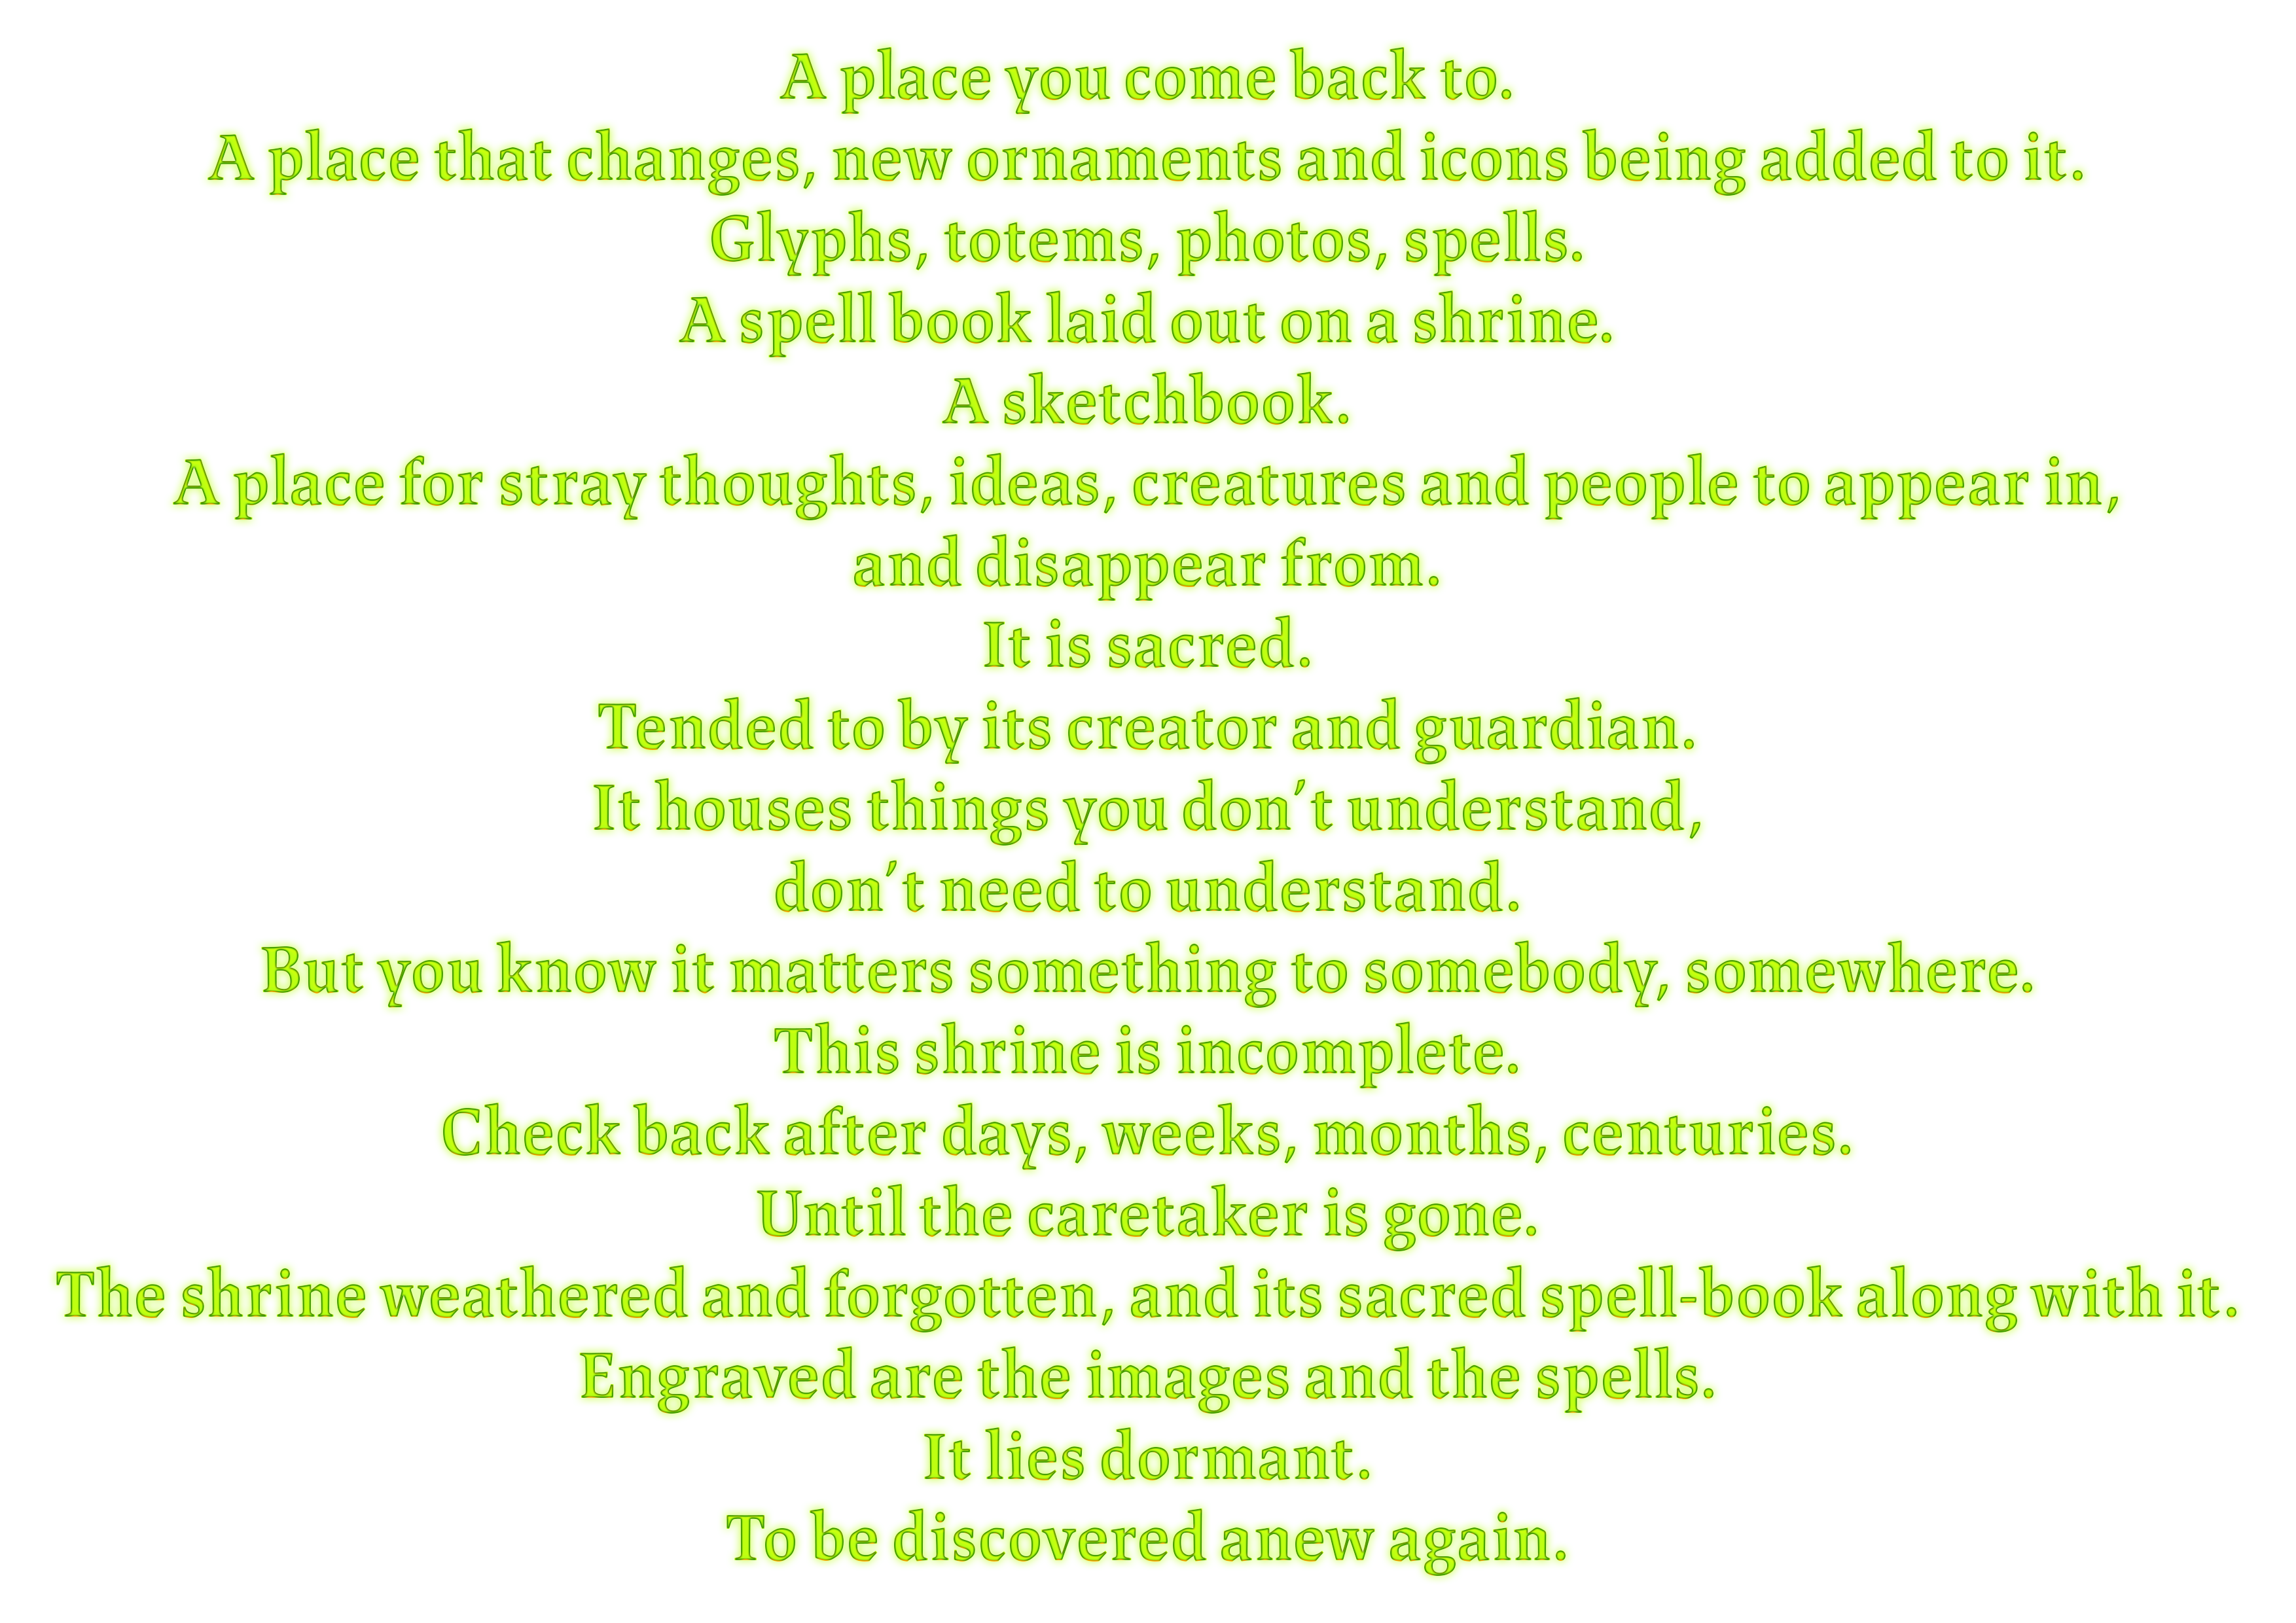 A place you come back to.
A place that changes, new ornaments and icons being added to it.
Glyphs, totems, photos, spells.
A spell book laid out on a shrine.
A sketchbook.
A place for stray thoughts, ideas, creatures and people to appear in,
and disappear from.
It is sacred.
Tended to by its creator and guardian.
It houses things you don’t understand,
don’t need to understand.
But you know it matters something to somebody, somewhere.
This shrine is incomplete.
Check back after days, weeks, months, centuries.
Until the caretaker is gone.
The shrine weathered and forgotten, and its sacred spell-book along with it.
Engraved are the images and the spells.
It lies dormant.
To be discovered anew again.